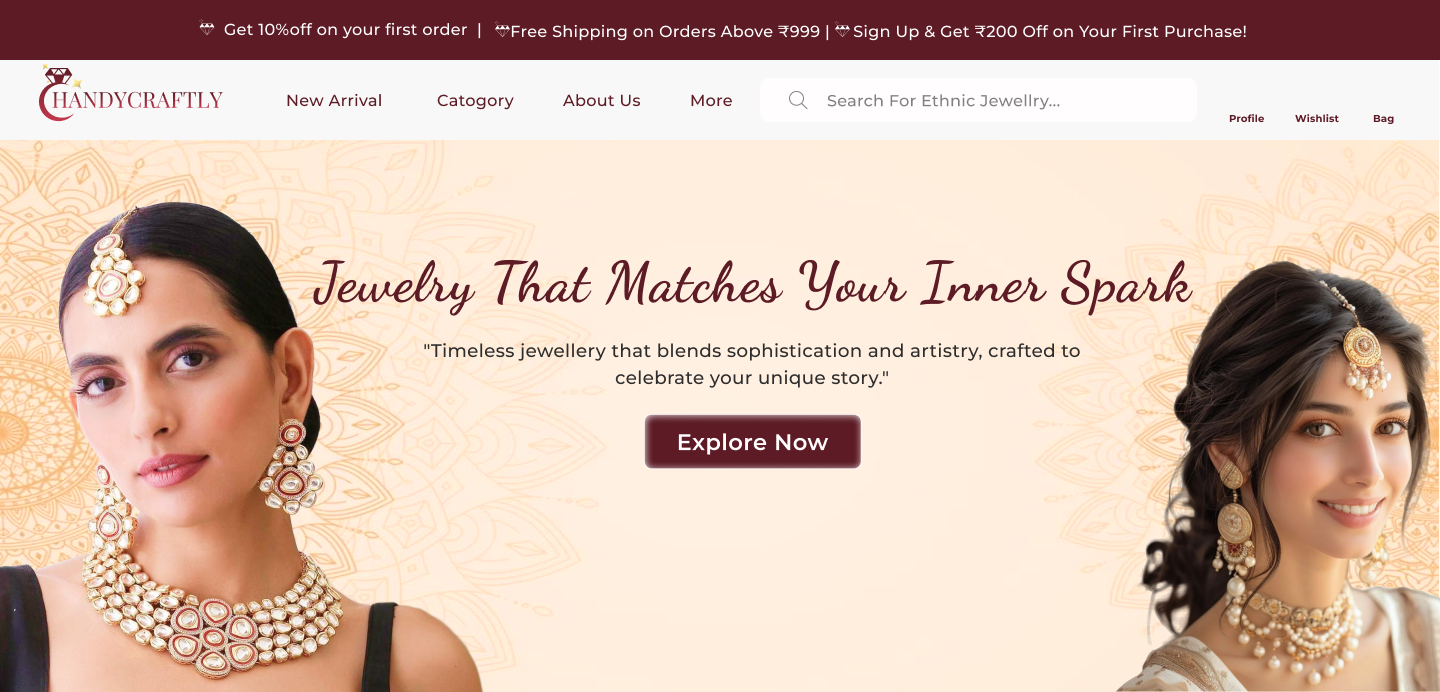 Get 10%off on your first order | Free Shipping on Orders Above ₹999 | Sign Up & Get ₹200 Off on Your First Purchase!
HANDYCRAFTLY
New Arrival Catogory About Us More Search For Ethnic Jewellry...
Profile Wishlist Bag
Jewelry That Matches Your Inner Spark
"Timeless jewellery that blends sophistication and artistry, crafted to
celebrate your unique story."
Explore Now